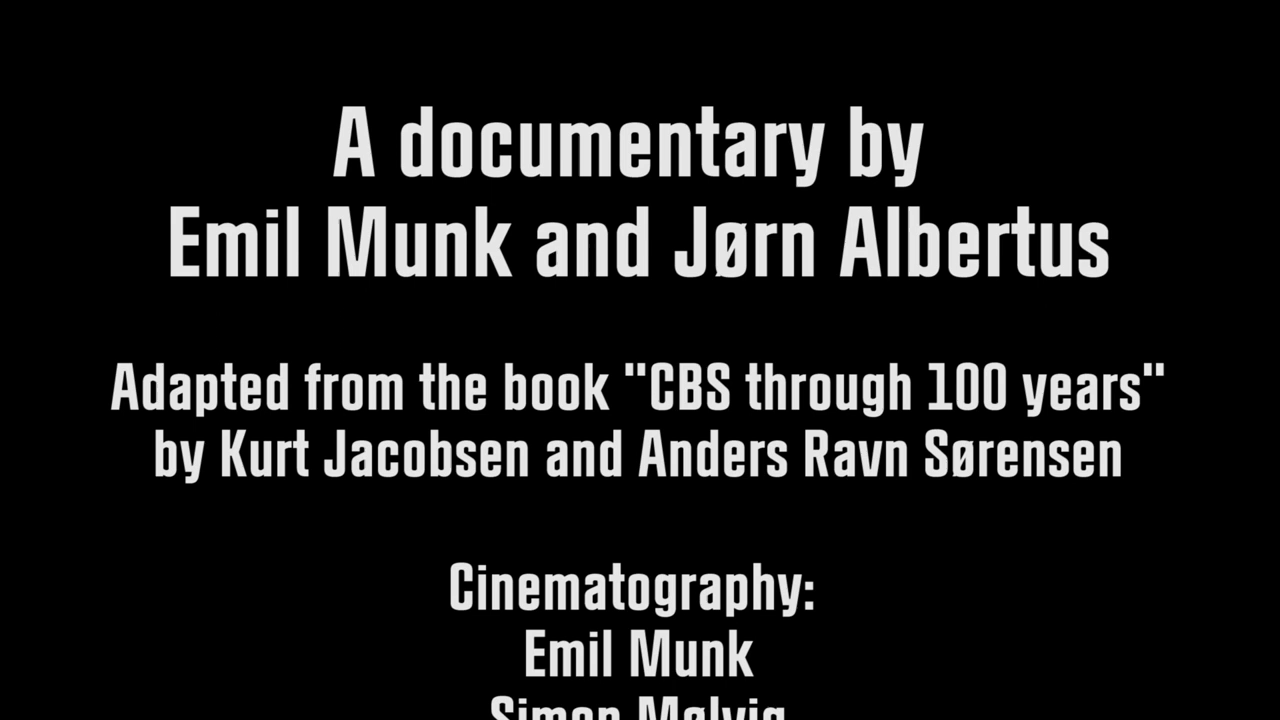 A documentary by
Emil Munk and Jørn Albertus
Adapted from the book "CBS through 100 years"
by Kurt Jacobsen and Anders Ravn Sørensen
Cinematography:
Emil Munk
Simon Mølvig